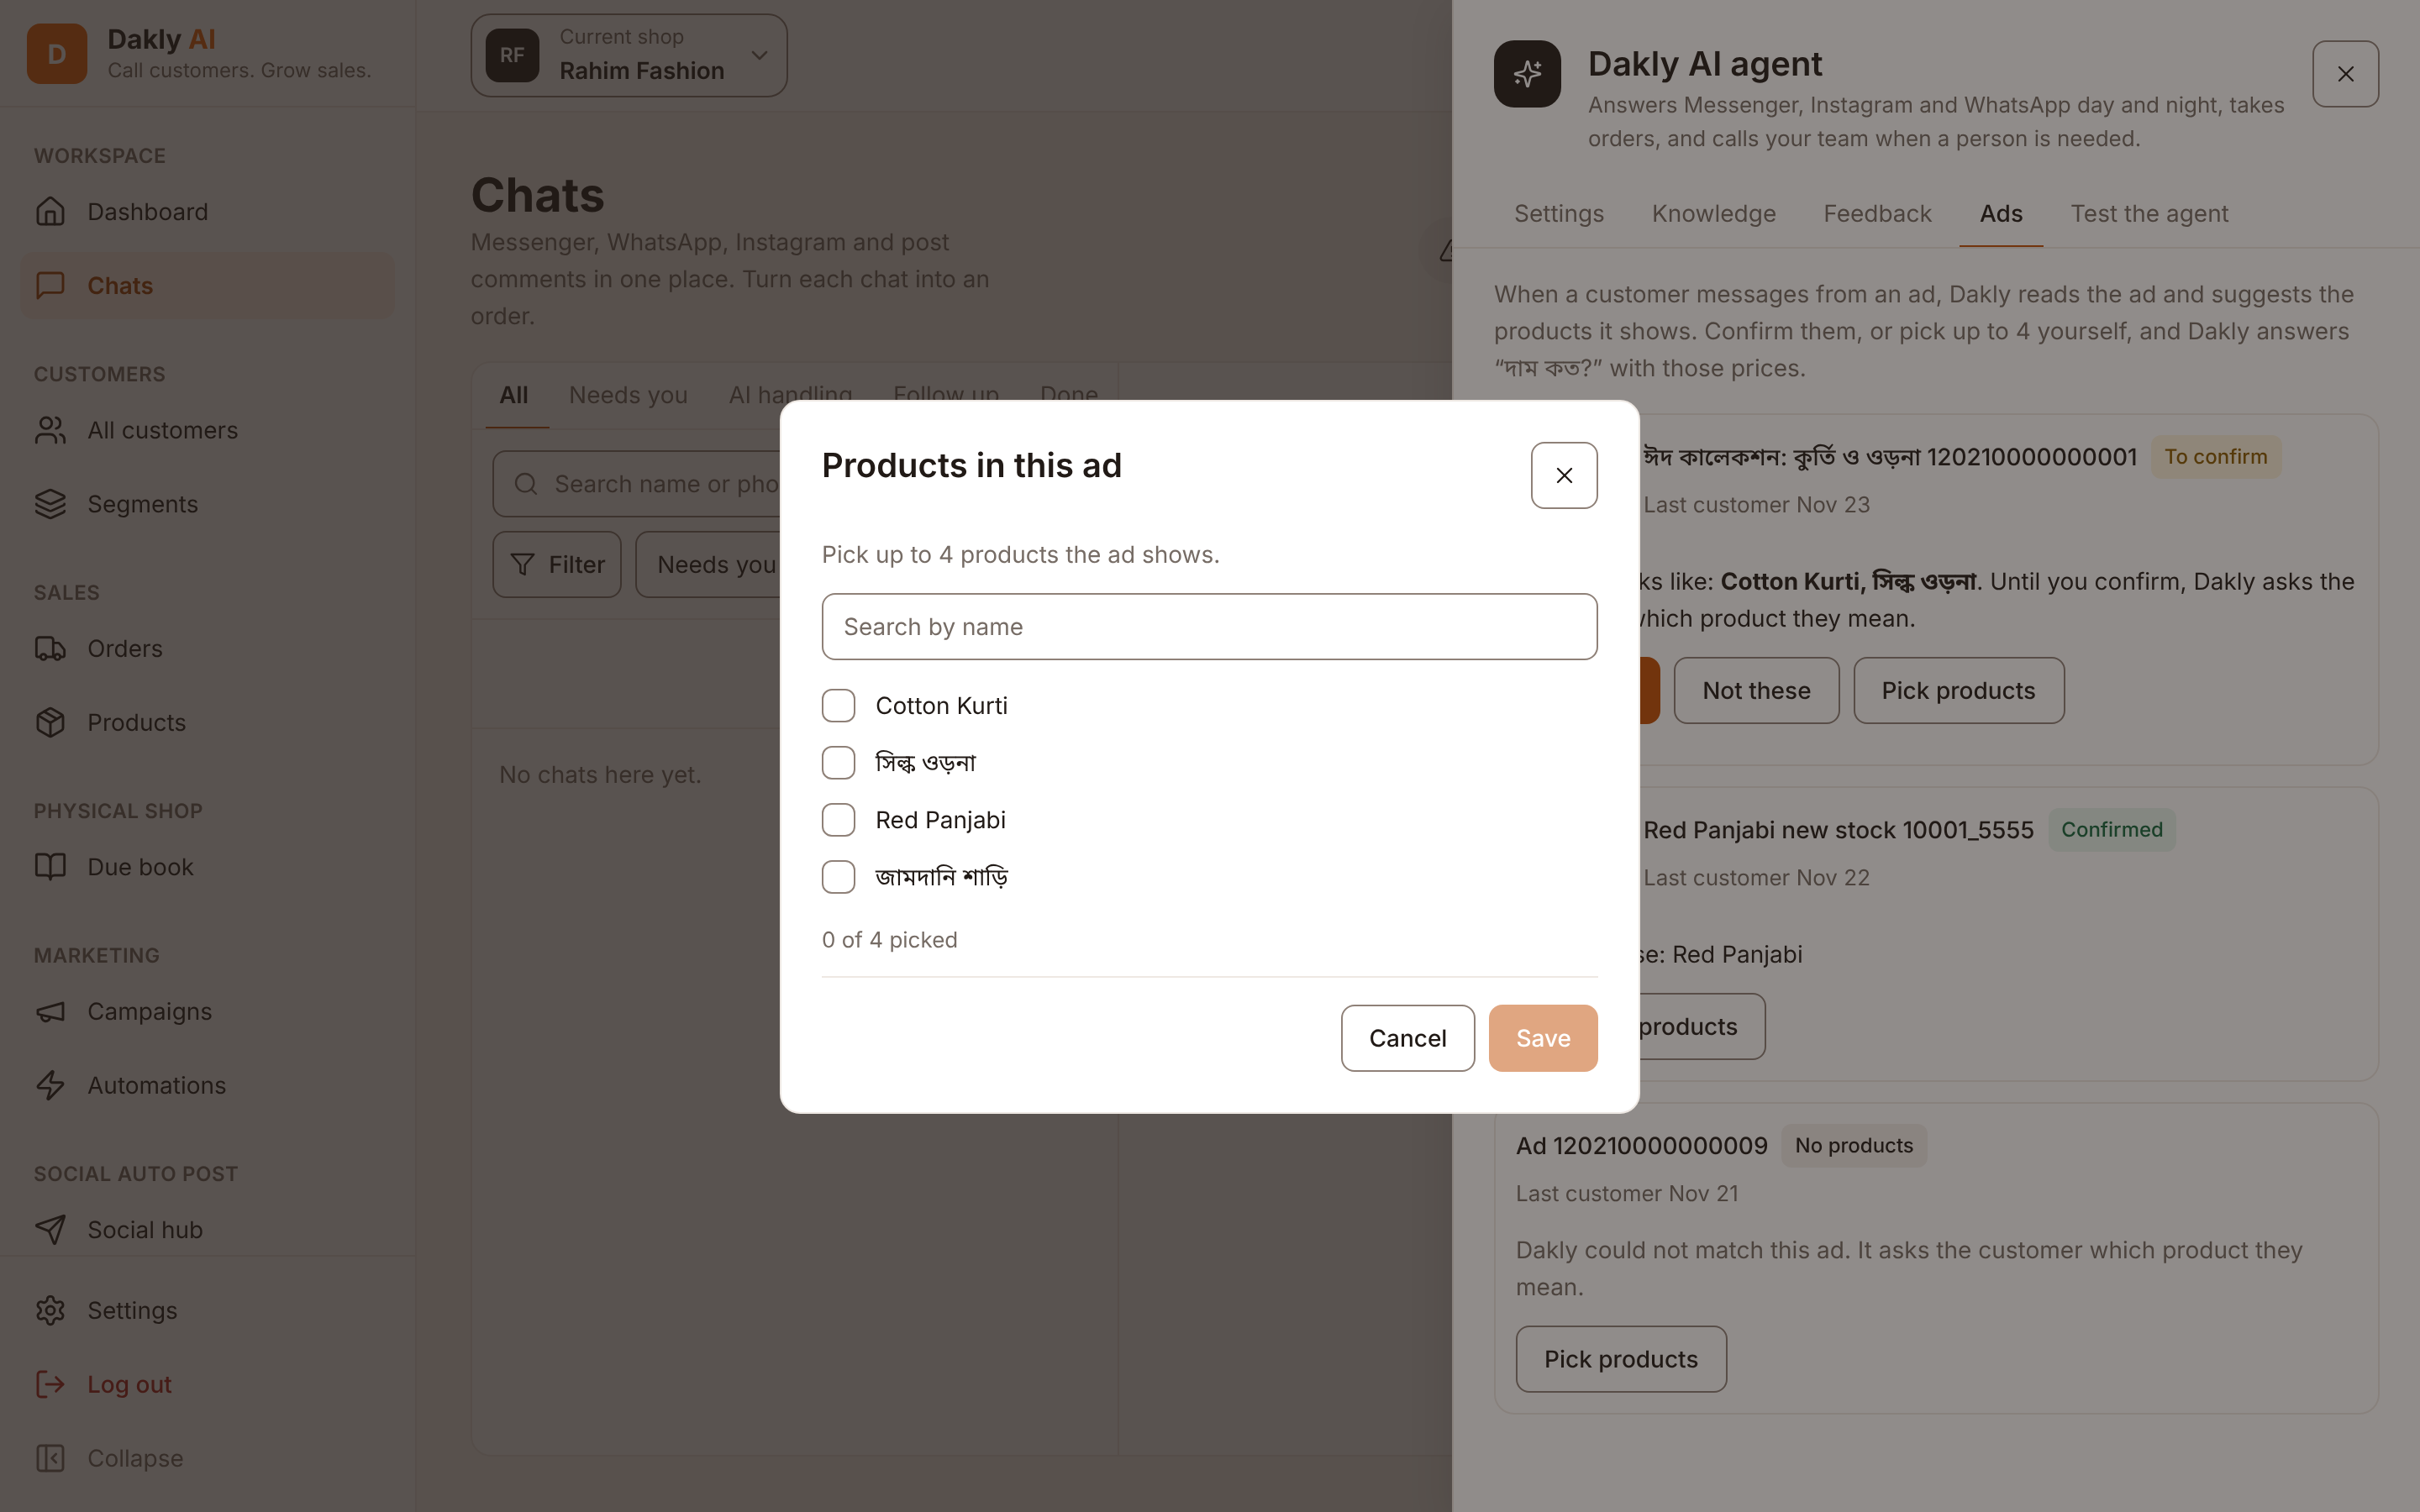 D
Dakly AI
Call customers. Grow sales.
WORKSPACE
Dashboard
Chats
CUSTOMERS
All customers
Segments
SALES
Orders
Products
PHYSICAL SHOP
Due book
MARKETING
Campaigns
Automations
SOCIAL AUTO POST
Social hub
Settings
Log out
Collapse
RF
Current shop
Rahim Fashion
Chats
Messenger, WhatsApp, Instagram and post
comments in one place. Turn each chat into an
order.
All Needs you AI handling Follow up Done
Search name or pho
Filter Needs you
No chats here yet.
Products in this ad
Pick up to 4 products the ad shows.
Search by name
Cotton Kurti
সিল্ক ওড়না
Red Panjabi
জামদানি শাড়ি
0 of 4 picked
Cancel Save
Dakly AI agent
Answers Messenger, Instagram and WhatsApp day and night, takes
orders, and calls your team when a person is needed.
Settings Knowledge Feedback Ads Test the agent
When a customer messages from an ad, Dakly reads the ad and suggests the
products it shows. Confirm them, or pick up to 4 yourself, and Dakly answers
“দাম কত?” with those prices.
ঈদ কালেকশন: কুর্তি ও ওড়না 120210000000001 To confirm
Last customer Nov 23
like: Cotton Kurti, সিল্ক ওড়না. Until you confirm, Dakly asks the
which product they mean.
Not these Pick products
Red Panjabi new stock 10001_5555 Confirmed
Last customer Nov 22
Red Panjabi
products
Ad 120210000000009 No products
Last customer Nov 21
Dakly could not match this ad. It asks the customer which product they
mean.
Pick products